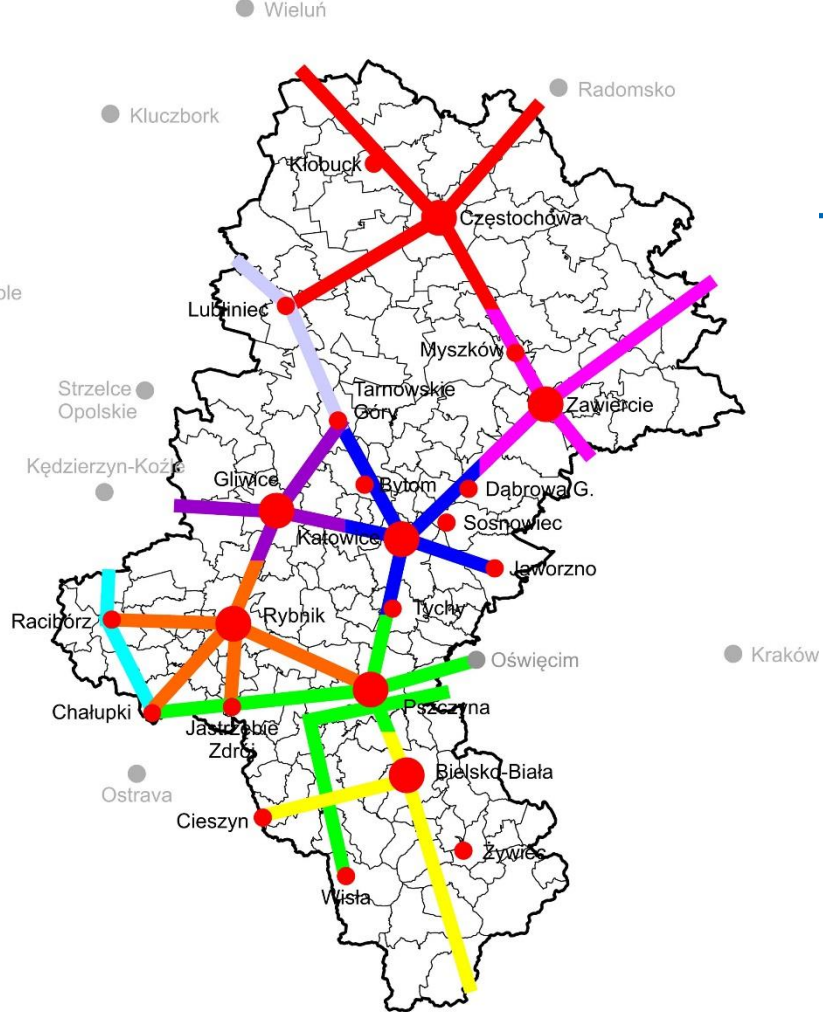 Wieluń
Radomsko
Kluczbork
Kłobuck
Częstochowa
Lubliniec
Myszków
Strzelce
Opolskie
Tarnowskie
Góry
Zawiercie
Kędzierzyn-Koźle
Gliwice
Bytom
Dąbrowa G.
Sosnowiec
Katowice
Jaworzno
Racibórz
Rybnik
Tychy
Oświęcim
Kraków
Chałupki
Pszczyna
Jastrzębie
Zdrój
Ostrava
Bielsko-Biała
Cieszyn
Żywiec
Wisła